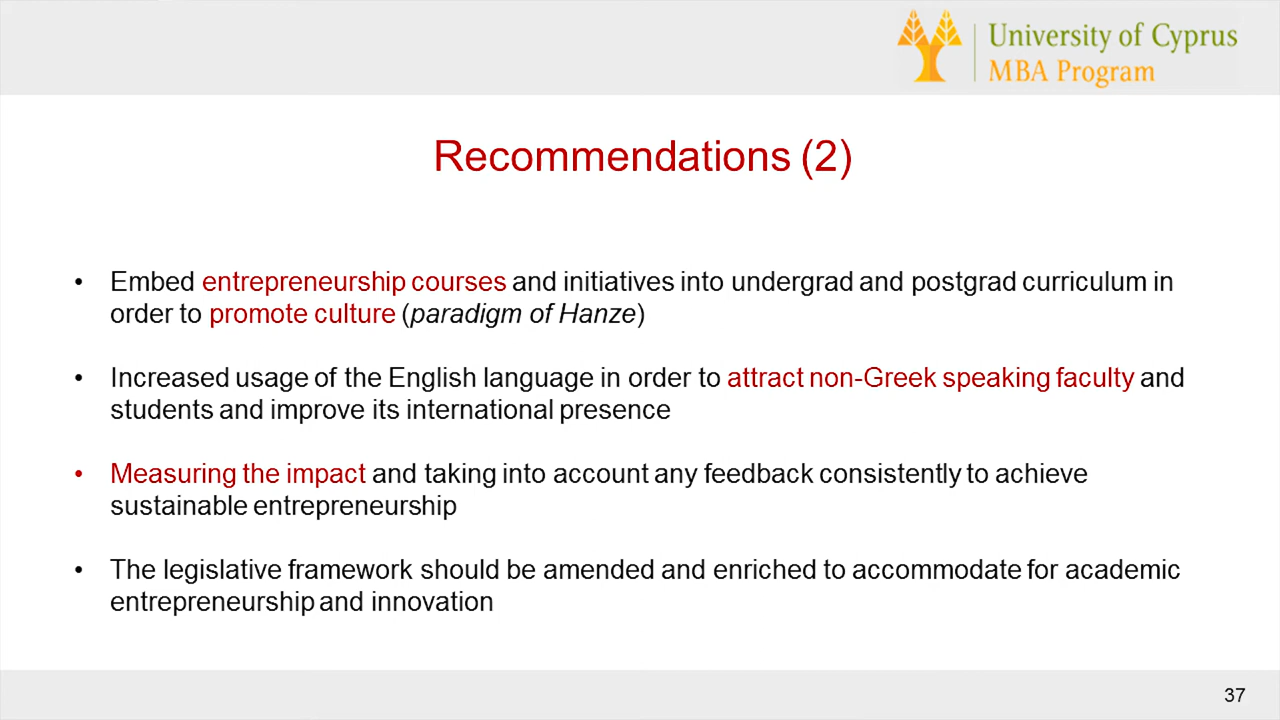 University of Cyprus
MBA Program
Recommendations (2)
• Embed entrepreneurship courses and initiatives into undergrad and postgrad curriculum in
order to promote culture (paradigm of Hanze)
• Increased usage of the English language in order to attract non-Greek speaking faculty and
students and improve its international presence
• Measuring the impact and taking into account any feedback consistently to achieve
sustainable entrepreneurship
• The legislative framework should be amended and enriched to accommodate for academic
entrepreneurship and innovation
37